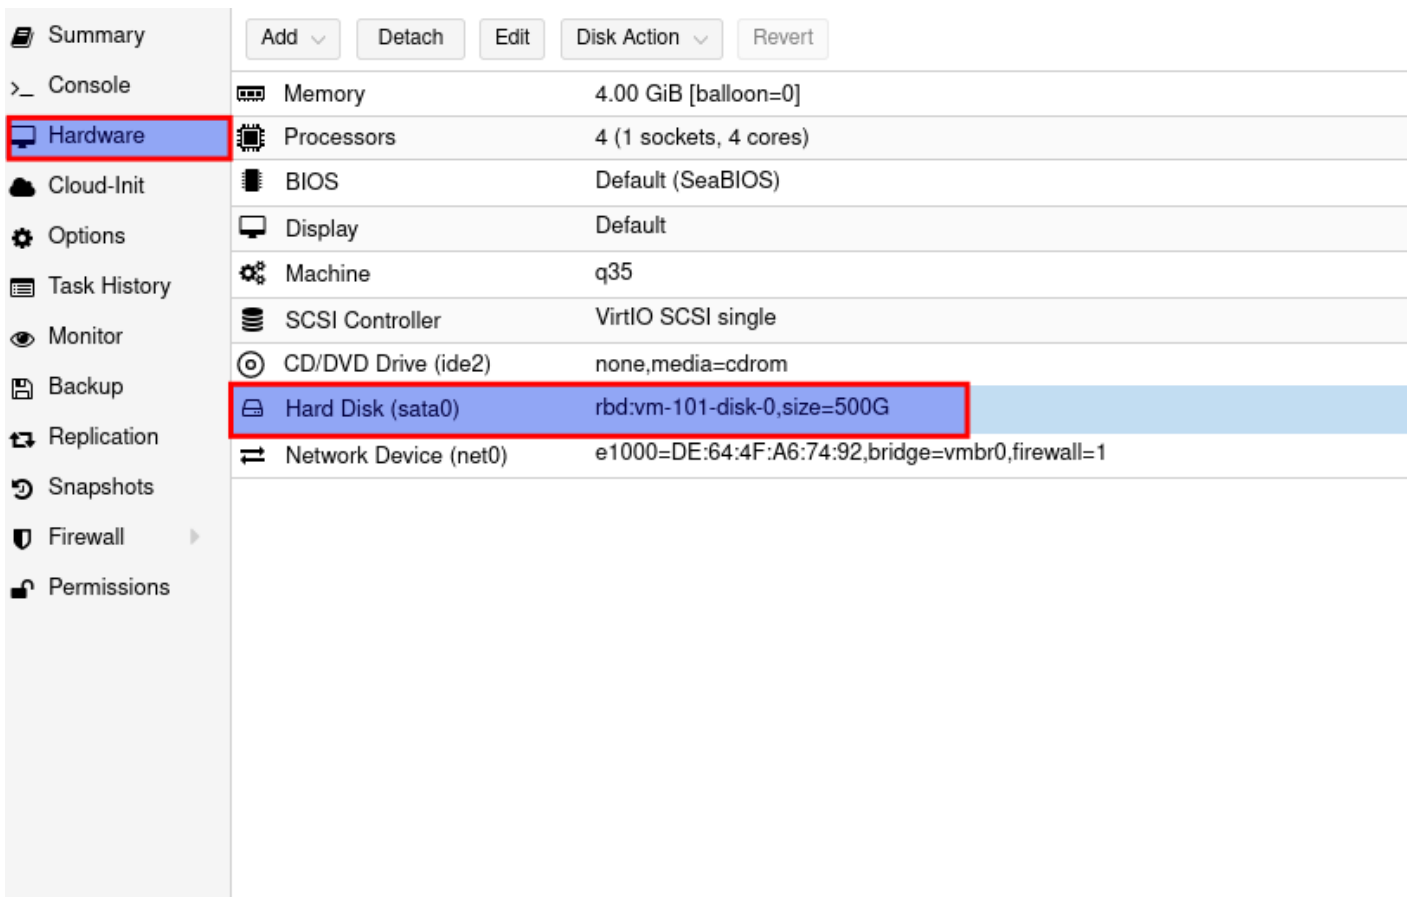 Summary
Console
Hardware
Cloud-Init
Options
Task History
Monitor
Backup
Replication
Snapshots
Firewall
Permissions
Add Detach Edit Disk Action Revert
Memory 4.00 GiB [balloon=0]
Processors 4 (1 sockets, 4 cores)
BIOS Default (SeaBIOS)
Display Default
Machine q35
SCSI Controller VirtIO SCSI single
CD/DVD Drive (ide2) none,media=cdrom
Hard Disk (sata0) rbd:vm-101-disk-0,size=500G
Network Device (net0) e1000=DE:64:4F:A6:74:92,bridge=vmbr0,firewall=1